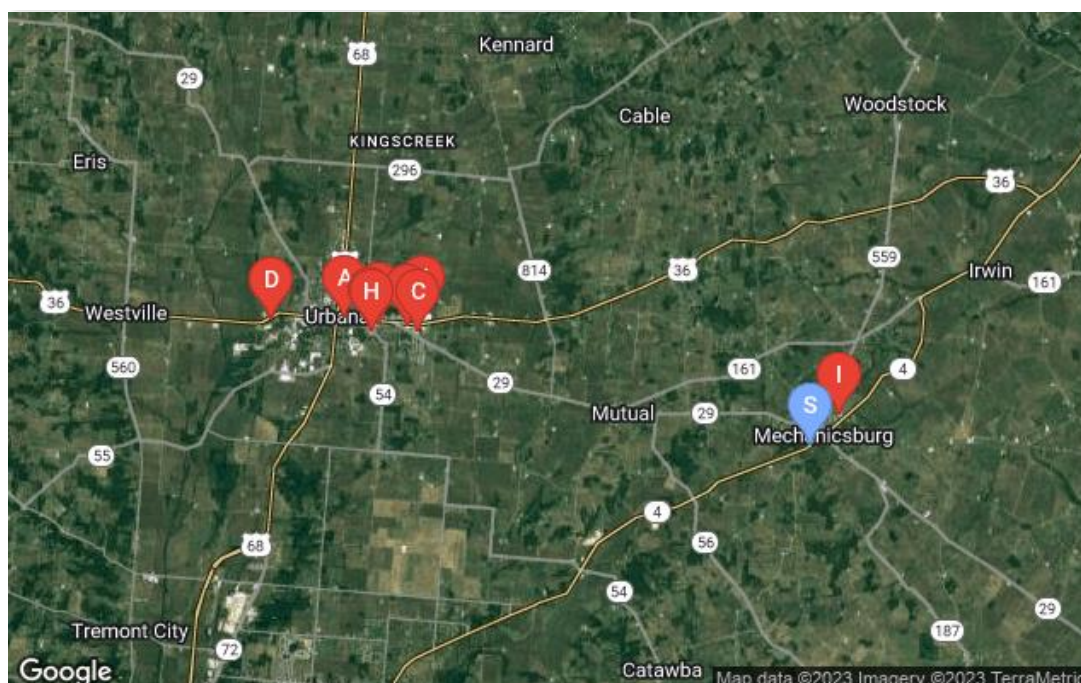 68
Kennard
29
Cable
Woodstock
KINGSCREEK
Eris
296
36
814
559
Irwin
161
36
D
A
H
C
36
Westville
Urbana
560
161
4
I
29
54
S
Mutual
29
Mechanicsburg
55
4
68
56
54
29
Tremont City
187
72
Catawba
Google
Map data ©2023 Imagery ©2023 TerraMetric